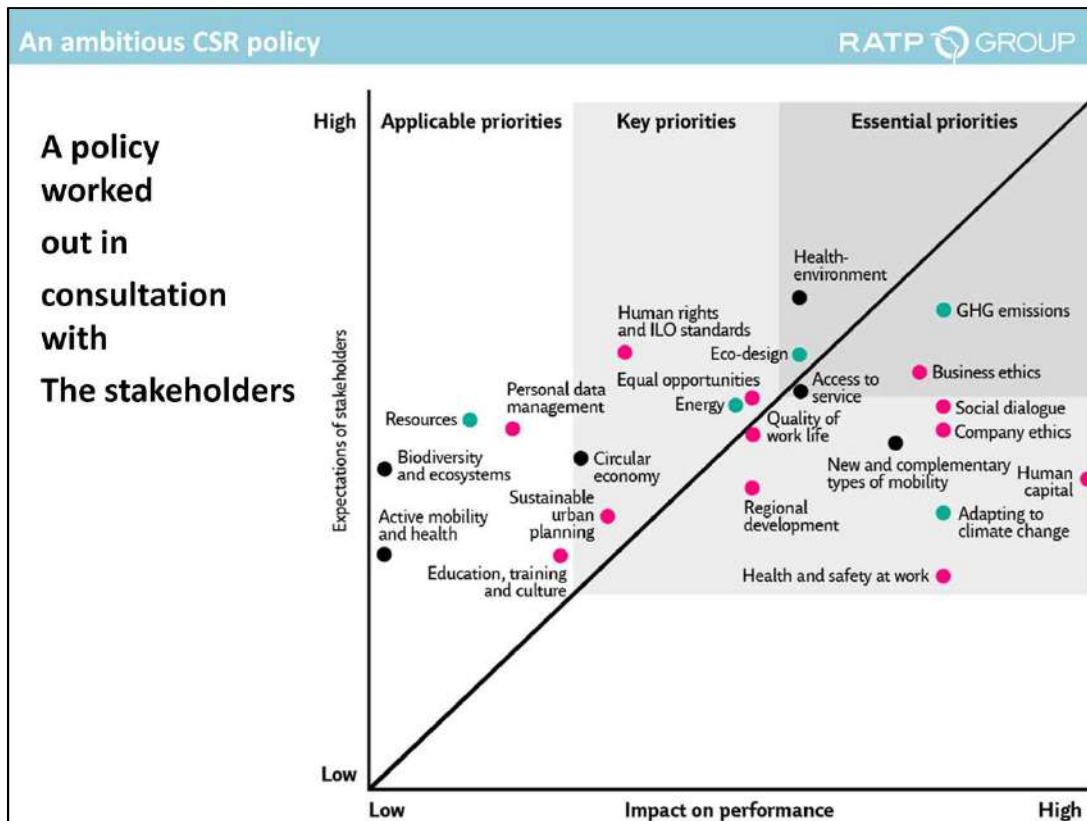 An ambitious CSR policy
RATP GROUP
A policy
worked
out in
consultation
with
The stakeholders
High
Applicable priorities
Key priorities
Essential priorities
Expectations of stakeholders
Health-
environment
GHG emissions
Human rights
and ILO standards
Eco-design
Business ethics
Equal opportunities
Access to
service
Personal data
management
Energy
Social dialogue
Resources
Quality of
work life
Company ethics
Biodiversity
and ecosystems
Circular
economy
New and complementary
types of mobility
Human
capital
Sustainable
urban
planning
Regional
development
Active mobility
and health
Adapting to
climate change
Education, training
and culture
Health and safety at work
Low
Low
Impact on performance
High